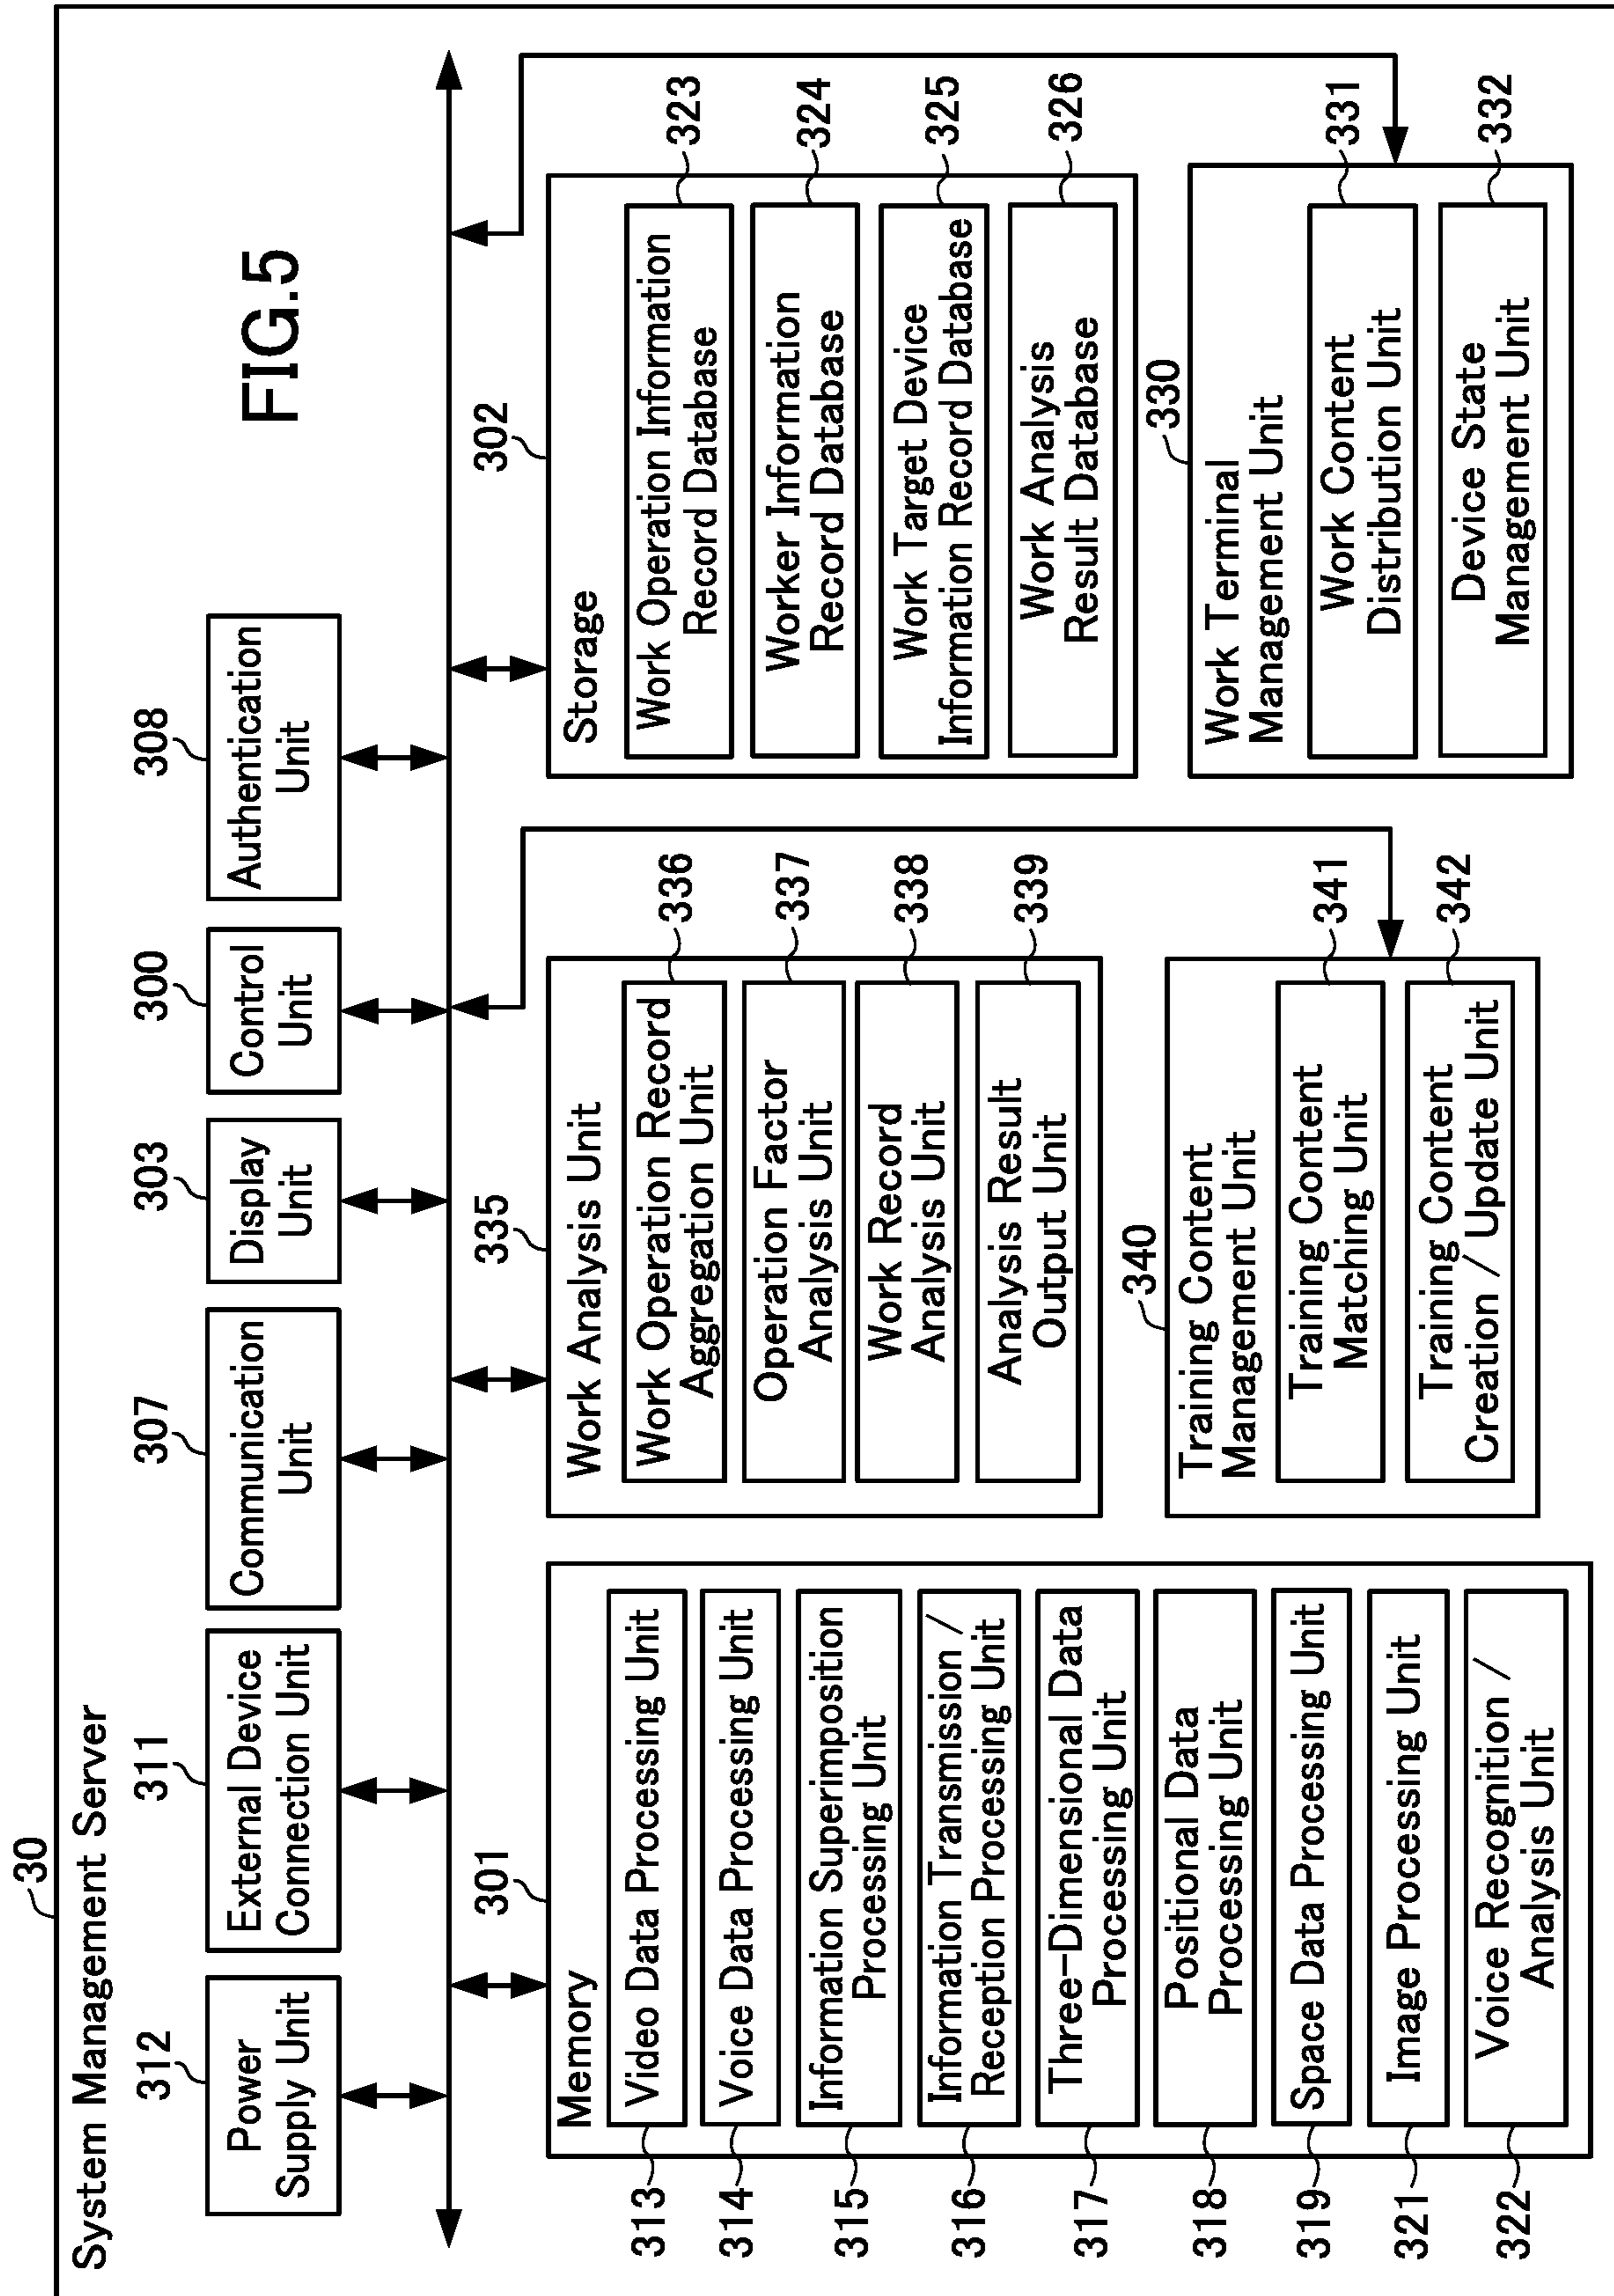 FIG.5
30
System Management Server
312
Power
Supply Unit
311
External Device
Connection Unit
307
Communication
Unit
303
Display
Unit
300
Control
Unit
308
Authentication
Unit
301
Memory
313
Video Data Processing Unit
314
Voice Data Processing Unit
315
Information Superimposition
Processing Unit
316
Information Transmission /
Reception Processing Unit
317
Three-Dimensional Data
Processing Unit
318
Positional Data
Processing Unit
319
Space Data Processing Unit
321
Image Processing Unit
322
Voice Recognition /
Analysis Unit
335
Work Analysis Unit
Work Operation Record
Aggregation Unit
336
Operation Factor
Analysis Unit
337
Work Record
Analysis Unit
338
Analysis Result
Output Unit
339
340
Training Content
Management Unit
Training Content
Matching Unit
341
Training Content
Creation / Update Unit
342
302
Storage
Work Operation Information
Record Database
323
Worker Information
Record Database
324
Work Target Device
Information Record Database
325
Work Analysis
Result Database
326
330
Work Terminal
Management Unit
Work Content
Distribution Unit
331
Device State
Management Unit
332